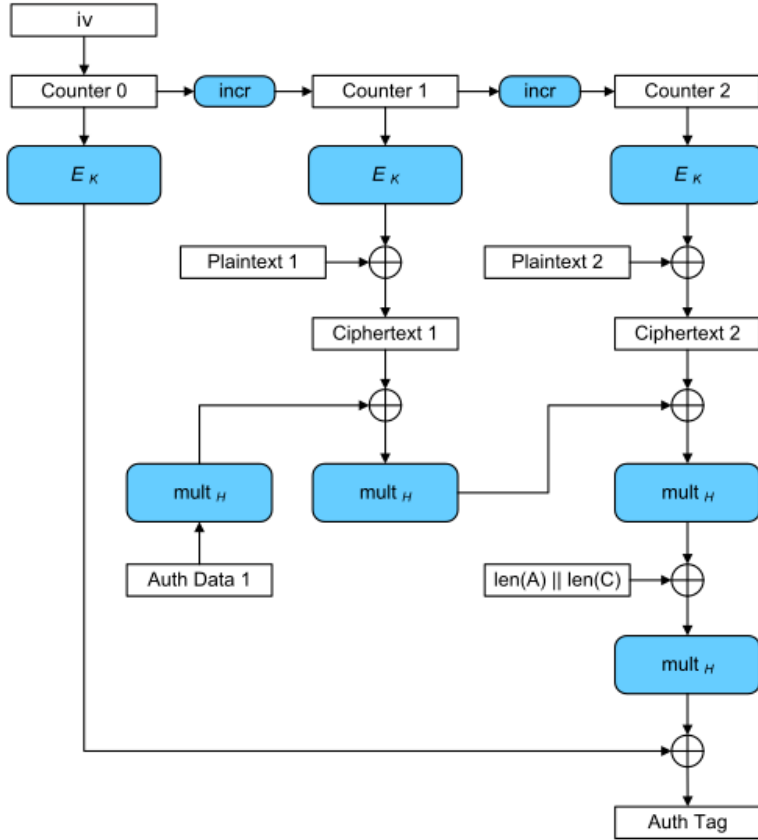 iv
Counter 0
incr
Counter 1
incr
Counter 2
E K
E K
E K
Plaintext 1
Plaintext 2
Ciphertext 1
Ciphertext 2
mult H
mult H
mult H
Auth Data 1
len(A) || len(C)
mult H
Auth Tag